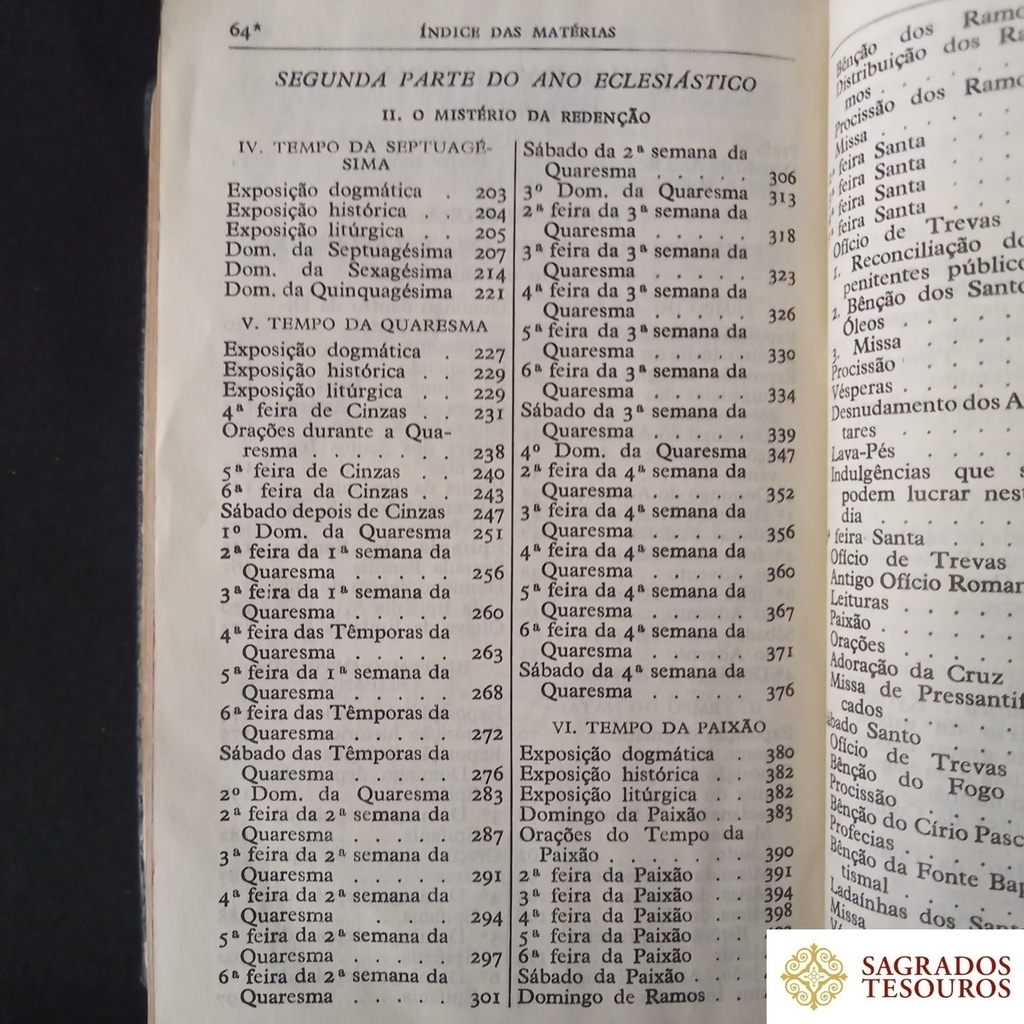 64*
ÍNDICE DAS MATÉRIAS
SEGUNDA PARTE DO ANO ECLESIÁSTICO
II. O MISTÉRIO DA REDENÇÃO
IV. TEMPO DA SEPTUAGÉ-
SIMA
Exposição dogmática . 203
Exposição histórica . . 204
Exposição litúrgica . . 205
Dom. da Septuagésima 207
Dom. da Sexagésima 214
Dom. da Quinquagésima 221
V. TEMPO DA QUARESMA
Exposição dogmática . 227
Exposição histórica . . 229
Exposição litúrgica . . 229
4ª feira de Cinzas . . 231
Orações durante a Qua-
resma . . . . . . . 238
5ª feira de Cinzas . . 240
6ª feira da Cinzas . . 243
Sábado depois de Cinzas 247
1º Dom. da Quaresma 251
2ª feira da 1ª semana da
Quaresma . . . . . 256
3ª feira da 1ª semana da
Quaresma . . . . . 260
4ª feira das Têmporas da
Quaresma . . . . . 263
5ª feira da 1ª semana da
Quaresma . . . . . 268
6ª feira das Têmporas da
Quaresma . . . . . 272
Sábado das Têmporas da
Quaresma . . . . . 276
2º Dom. da Quaresma 283
2ª feira da 2ª semana da
Quaresma . . . . . 287
3ª feira da 2ª semana da
Quaresma . . . . . 291
4ª feira da 2ª semana da
Quaresma . . . 294
5ª feira da 2ª semana da
Quaresma . . . . . 297
6ª feira da 2ª semana da
Quaresma . . . . . 301
Sábado da 2ª semana da
Quaresma . . . . . 306
3º Dom. da Quaresma 313
2ª feira da 3ª semana da
Quaresma . . . . . 318
3ª feira da 3ª semana da
Quaresma . . . . . 323
4ª feira da 3ª semana da
Quaresma . . . . . 326
5ª feira da 3ª semana da
Quaresma . . . . . 330
6ª feira da 3ª semana da
Quaresma . . . . . 334
Sábado da 3ª semana da
Quaresma . . . . . 339
4º Dom. da Quaresma 347
2ª feira da 4ª semana da
Quaresma . . . . . 352
3ª feira da 4ª semana da
Quaresma . . . . . 356
4ª feira da 4ª semana da
Quaresma . . . . . 360
5ª feira da 4ª semana da
Quaresma . . . . . 367
6ª feira da 4ª semana da
Quaresma . . . . . 371
Sábado da 4ª semana da
Quaresma . . . . . 376
VI. TEMPO DA PAIXÃO
Exposição dogmática . 380
Exposição histórica . . 382
Exposição litúrgica . . 382
Domingo da Paixão . . 383
Orações do Tempo da
Paixão . . . . . . . 390
2ª feira da Paixão . . 391
3ª feira da Paixão . . 394
4ª feira da Paixão . . 398
5ª feira da Paixão . .
6ª feira da Paixão . .
Sábado da Paixão . .
Domingo de Ramos . .
Bênção dos Ramo
Distribuição dos Ra
mos . . . .
Procissão dos Ramo
Missa . . . .
feira Santa
feira Santa
feira Santa
feira Santa
Ofício de Trevas
1. Reconciliação do
penitentes público
2. Bênção dos Santo
Óleos . . . .
3. Missa . . .
Procissão . . .
Vésperas . . . .
Desnudamento dos A
tares . . . .
Lava-Pés . . .
Indulgências que s
podem lucrar nest
dia . . . . .
feira Santa . . .
Ofício de Trevas
Antigo Ofício Roman
Leituras . . . .
Paixão . . . .
Orações . . . .
Adoração da Cruz
Missa de Pressantifi
cados . . . .
Sábado Santo . . .
Ofício de Trevas
Bênção do Fogo
Procissão . . .
Bênção do Círio Pasc
Profecias . . . .
Bênção da Fonte Bap
tismal . . . .
Ladaínhas dos Sant
Missa . . .
SAGRADOS
TESOUROS